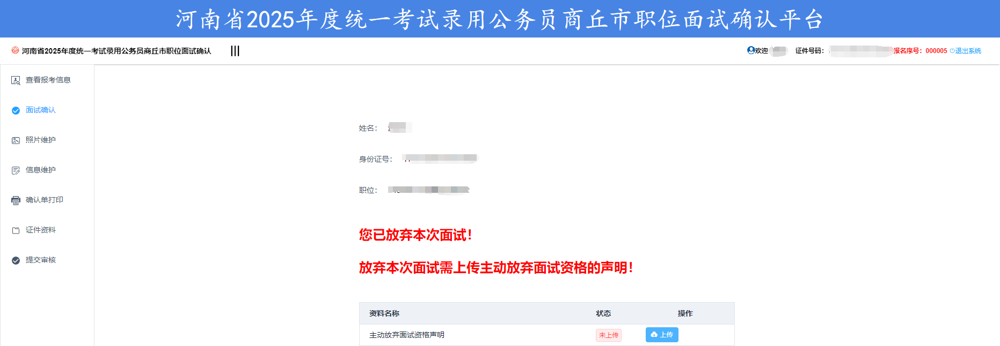 河南省2025年度统一考试录用公务员商丘市职位面试确认平台
河南省2025年度统一考试录用公务员商丘市职位面试确认
欢迎 证件号码： 报名序号：000005 退出系统
查看报考信息
面试确认
照片维护
信息维护
确认单打印
证件资料
提交审核
姓名：
身份证号：
职位：
您已放弃本次面试！
放弃本次面试需上传主动放弃面试资格的声明！
资料名称 状态 操作
主动放弃面试资格声明 未上传 上传